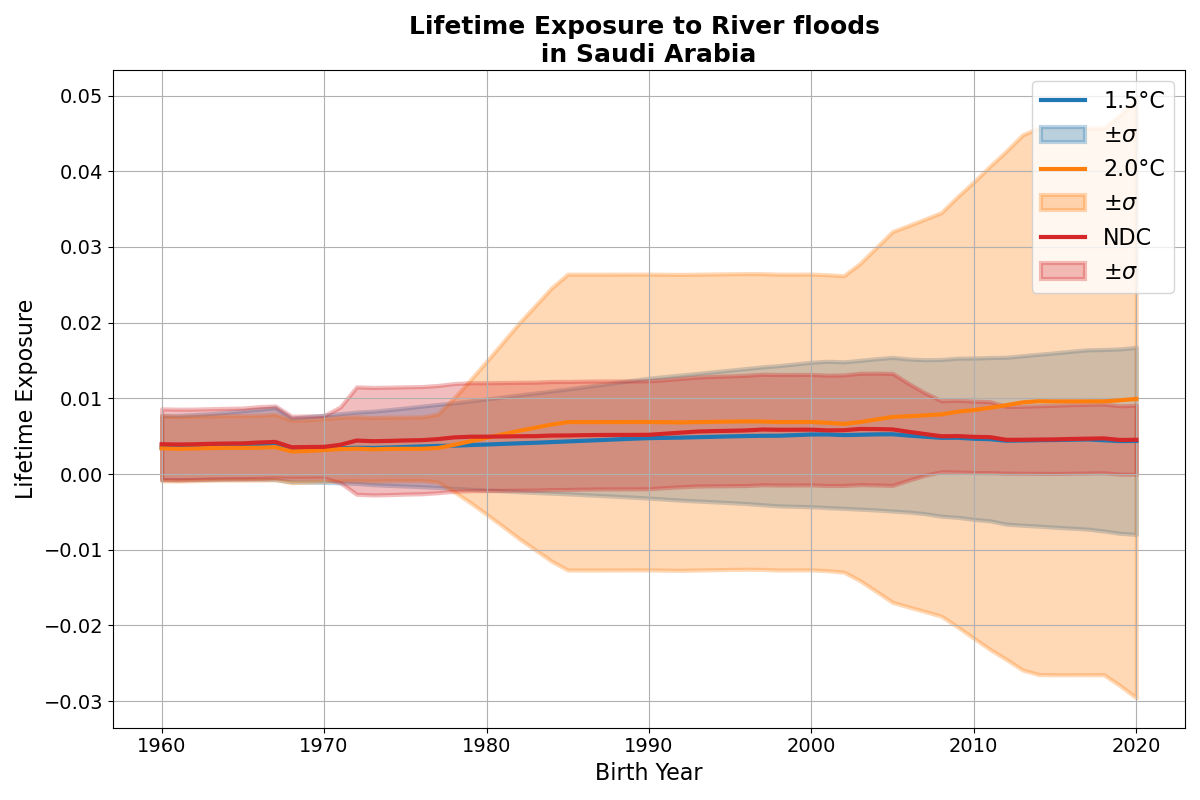 Lifetime Exposure to River floods
in Saudi Arabia
1.5°C
±σ
2.0°C
±σ
NDC
±σ
Lifetime Exposure
0.05
0.04
0.03
0.02
0.01
0.00
−0.01
−0.02
−0.03
1960 1970 1980 1990 2000 2010 2020
Birth Year